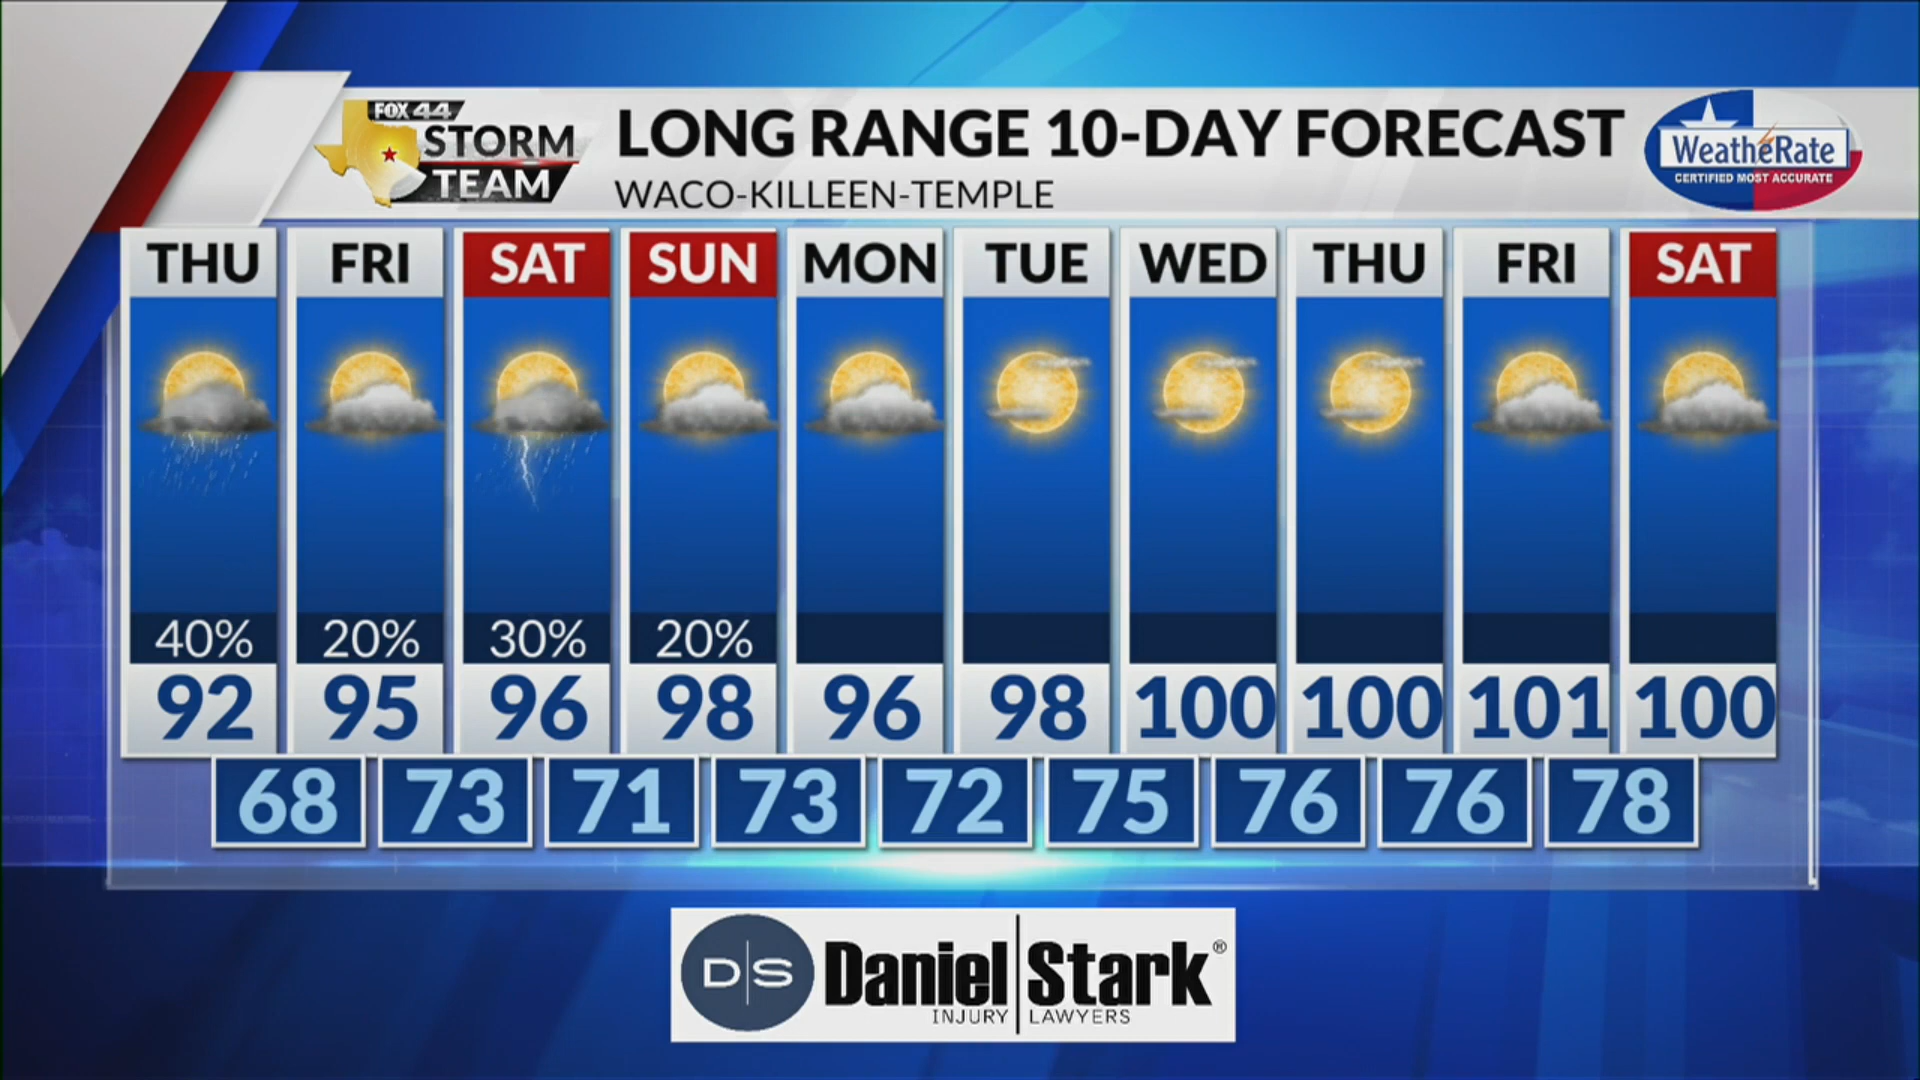 FOX 44
STORM
TEAM
LONG RANGE 10-DAY FORECAST
WACO-KILLEEN-TEMPLE
WeatheRate
CERTIFIED MOST ACCURATE
THU FRI SAT SUN MON TUE WED THU FRI SAT
40% 20% 30% 20%
92 95 96 98 96 98 100 100 101 100
68 73 71 73 72 75 76 76 78
D|S Daniel|Stark®
INJURY|LAWYERS